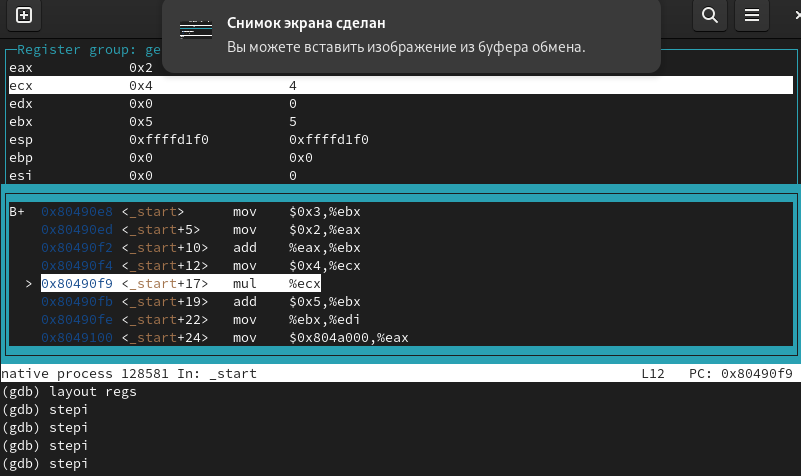 Снимок экрана сделан
Вы можете вставить изображение из буфера обмена.
Register group: ge
eax 0x2
ecx 0x4 4
edx 0x0 0
ebx 0x5 5
esp 0xffffd1f0 0xffffd1f0
ebp 0x0 0x0
esi 0x0 0
B+ 0x80490e8 <_start> mov $0x3,%ebx
0x80490ed <_start+5> mov $0x2,%eax
0x80490f2 <_start+10> add %eax,%ebx
0x80490f4 <_start+12> mov $0x4,%ecx
> 0x80490f9 <_start+17> mul %ecx
0x80490fb <_start+19> add $0x5,%ebx
0x80490fe <_start+22> mov %ebx,%edi
0x8049100 <_start+24> mov $0x804a000,%eax
native process 128581 In: _start L12 PC: 0x80490f9
(gdb) layout regs
(gdb) stepi
(gdb) stepi
(gdb) stepi
(gdb) stepi